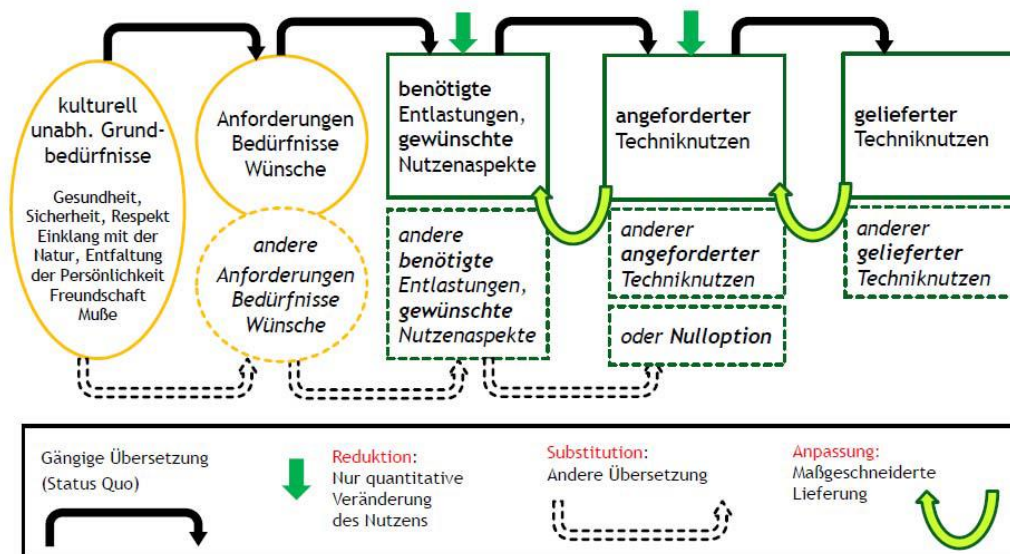 kulturell
unabh. Grund-
bedürfnisse
Gesundheit,
Sicherheit, Respekt
Einklang mit der
Natur, Entfaltung
der Persönlichkeit
Freundschaft
Muße
Anforderungen
Bedürfnisse
Wünsche
andere
Anforderungen
Bedürfnisse
Wünsche
benötigte
Entlastungen,
gewünschte
Nutzenaspekte
andere
benötigte
Entlastungen,
gewünschte
Nutzenaspekte
angeforderter
Techniknutzen
anderer
angeforderter
Techniknutzen
oder Nulloption
gelieferter
Techniknutzen
anderer
gelieferter
Techniknutzen
Gängige Übersetzung
(Status Quo)
Reduktion:
Nur quantitative
Veränderung
des Nutzens
Substitution:
Andere Übersetzung
Anpassung:
Maßgeschneiderte
Lieferung